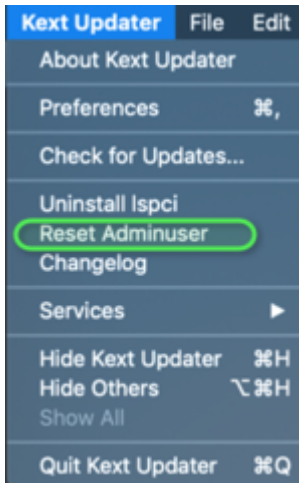 Kext Updater File Edit
About Kext Updater
Preferences ⌘,
Check for Updates...
Uninstall lspci
Reset Adminuser
Changelog
Services ▶
Hide Kext Updater ⌘H
Hide Others ⌥⌘H
Show All
Quit Kext Updater ⌘Q